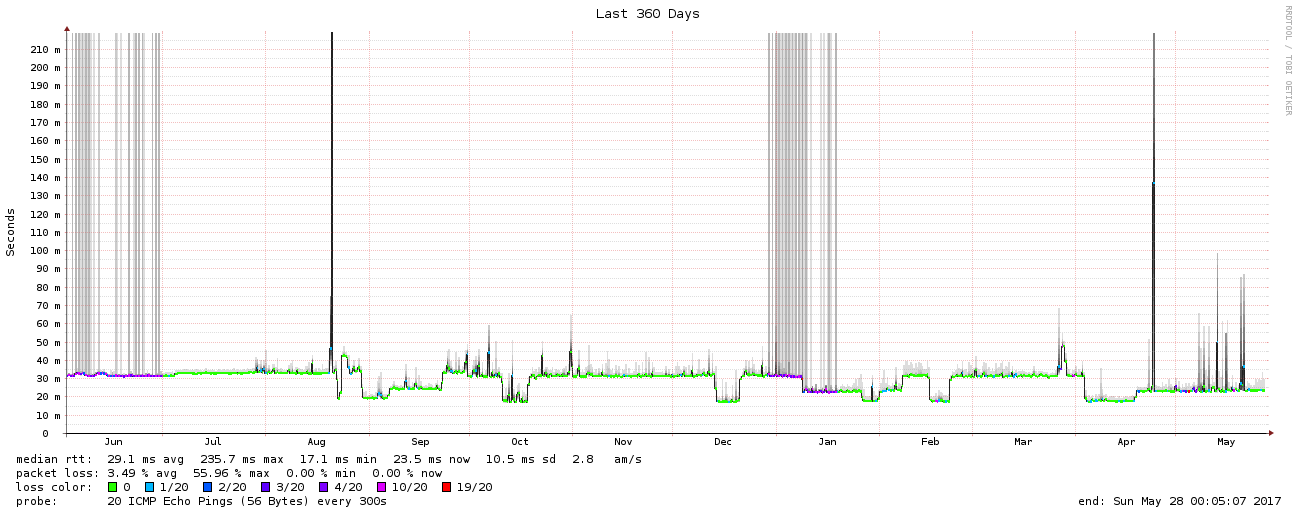 Last 360 Days
RRDTOOL / TOBI OETIKER
Seconds
210 m
200 m
190 m
180 m
170 m
160 m
150 m
140 m
130 m
120 m
110 m
100 m
90 m
80 m
70 m
60 m
50 m
40 m
30 m
20 m
10 m
0
Jun Jul Aug Sep Oct Nov Dec Jan Feb Mar Apr May
median rtt: 29.1 ms avg 235.7 ms max 17.1 ms min 23.5 ms now 10.5 ms sd 2.8 am/s
packet loss: 3.49 % avg 55.96 % max 0.00 % min 0.00 % now
loss color: 0 1/20 2/20 3/20 4/20 10/20 19/20
probe: 20 ICMP Echo Pings (56 Bytes) every 300s
end: Sun May 28 00:05:07 2017